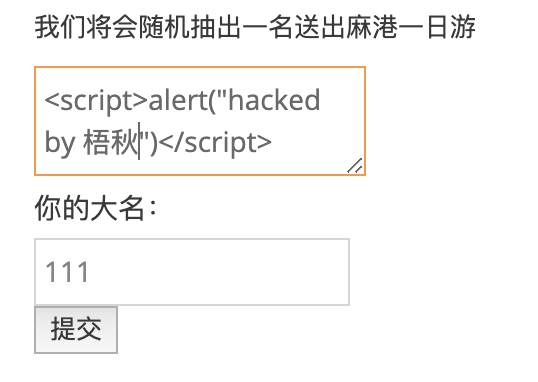 我们将会随机抽出一名送出麻港一日游
<script>alert("hacked
by 梧秋")</script>
你的大名：
111
提交